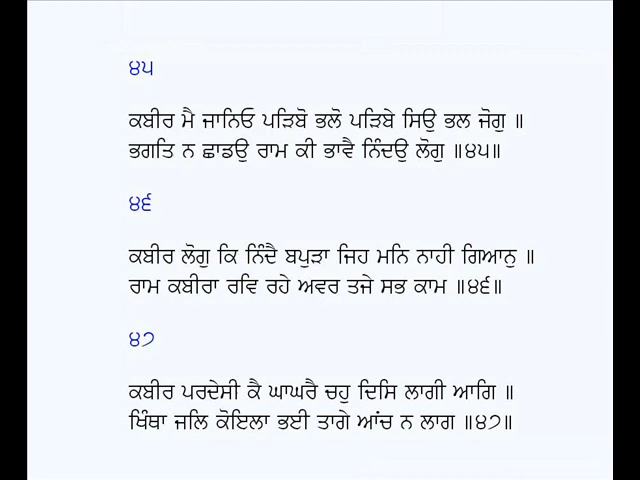 ੪੫
ਕਬੀਰ ਮੈ ਜਾਨਿਓ ਪੜਿਬੋ ਭਲੋ ਪੜਿਬੇ ਸਿਉ ਭਲ ਜੋਗੁ ॥
ਭਗਤਿ ਨ ਛਾਡਉ ਰਾਮ ਕੀ ਭਾਵੈ ਨਿੰਦਉ ਲੋਗੁ ॥੪੫॥
੪੬
ਕਬੀਰ ਲੋਗੁ ਕਿ ਨਿੰਦੈ ਬਪੁੜਾ ਜਿਹ ਮਨਿ ਨਾਹੀ ਗਿਆਨੁ ॥
ਰਾਮ ਕਬੀਰਾ ਰਵਿ ਰਹੇ ਅਵਰ ਤਜੇ ਸਭ ਕਾਮ ॥੪੬॥
੪੭
ਕਬੀਰ ਪਰਦੇਸੀ ਕੈ ਘਾਘਰੈ ਚਹੁ ਦਿਸਿ ਲਾਗੀ ਆਗਿ ॥
ਖਿੰਥਾ ਜਲਿ ਕੋਇਲਾ ਭਈ ਤਾਗੇ ਆਂਚ ਨ ਲਾਗ ॥੪੭॥